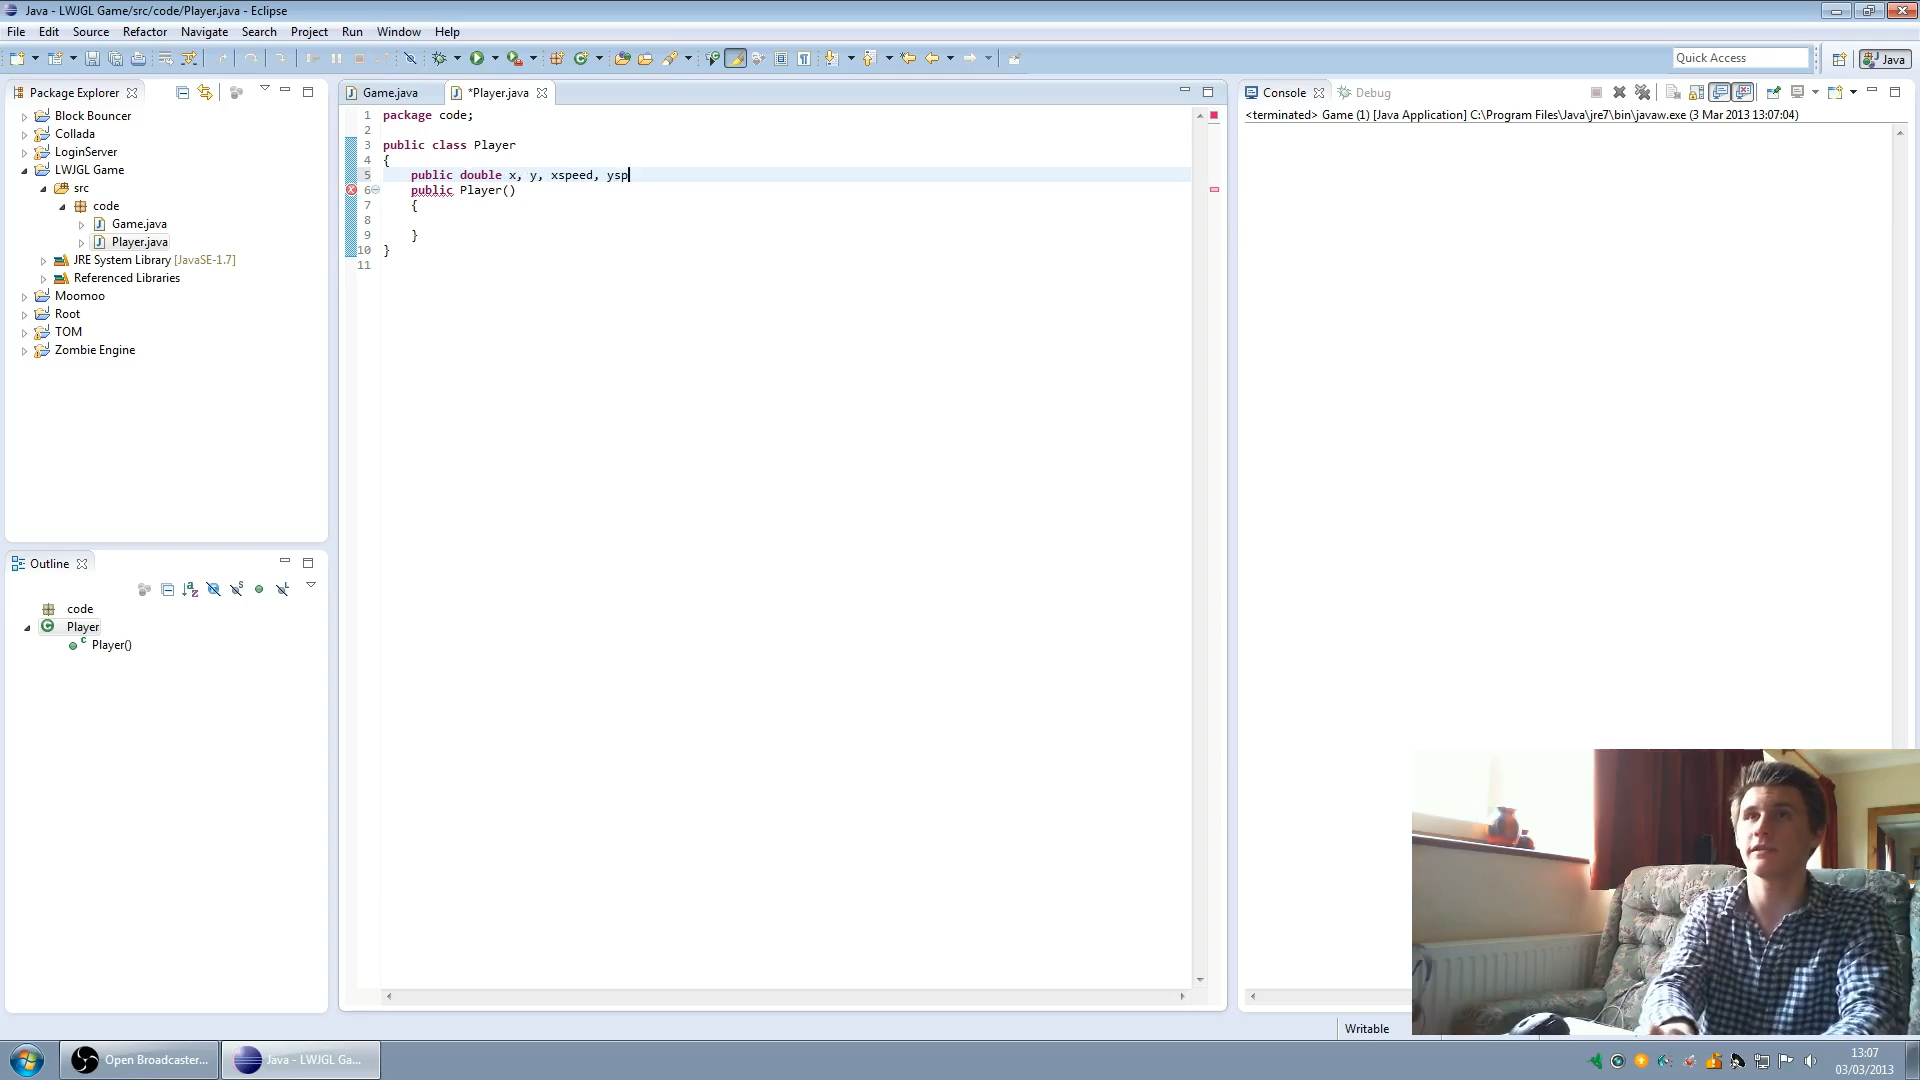 Java - LWJGL Game/src/code/Player.java - Eclipse
File Edit Source Refactor Navigate Search Project Run Window Help
Quick Access
Java
Package Explorer
Block Bouncer
Collada
LoginServer
LWJGL Game
src
code
Game.java
Player.java
JRE System Library [JavaSE-1.7]
Referenced Libraries
Moomoo
Root
TOM
Zombie Engine
Outline
code
Player
Player()
Game.java
*Player.java
1 package code;
2
3 public class Player
4 {
5 public double x, y, xspeed, ysp
6 public Player()
7 {
8
9 }
10 }
11
Console Debug
<terminated> Game (1) [Java Application] C:\Program Files\Java\jre7\bin\javaw.exe (3 Mar 2013 13:07:04)
Writable
Open Broadcaster...
Java - LWJGL Ga...
13:07
03/03/2013